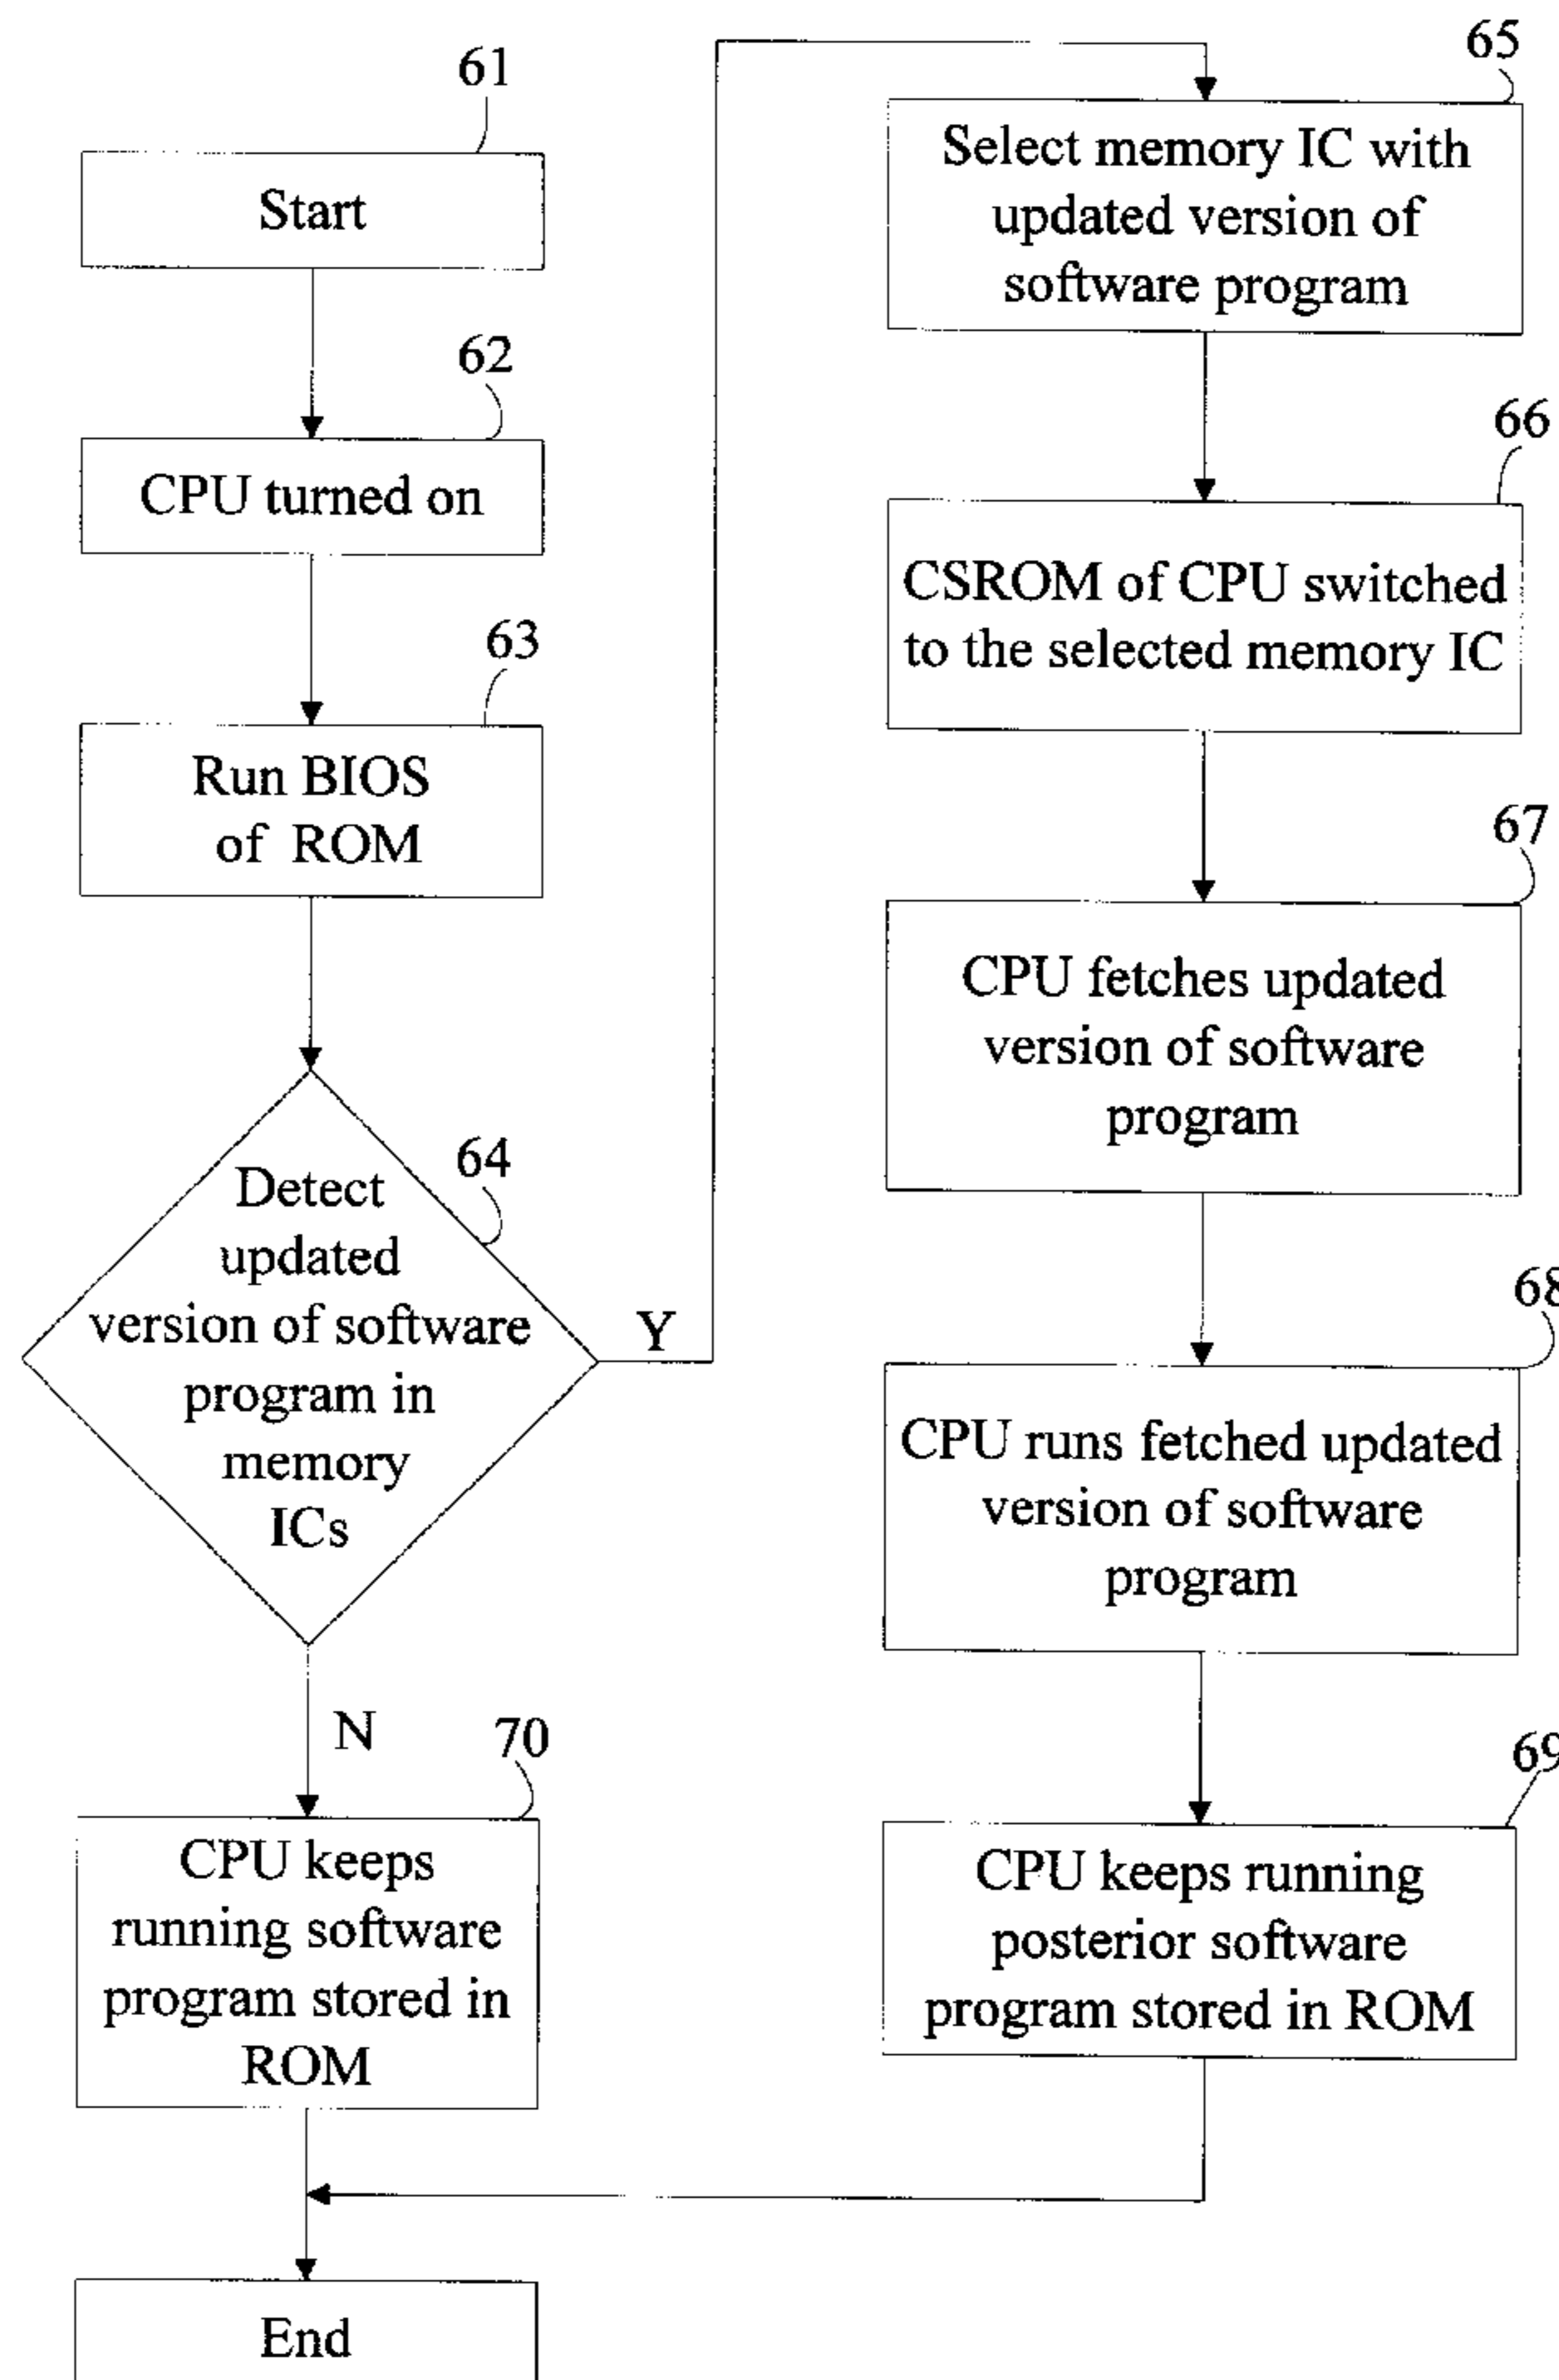 61
Start
62
CPU turned on
63
Run BIOS
of ROM
64
Detect
updated
version of software
program in
memory
ICs
Y
N
70
CPU keeps
running software
program stored in
ROM
End
65
Select memory IC with
updated version of
software program
66
CSROM of CPU switched
to the selected memory IC
67
CPU fetches updated
version of software
program
68
CPU runs fetched updated
version of software
program
69
CPU keeps running
posterior software
program stored in ROM